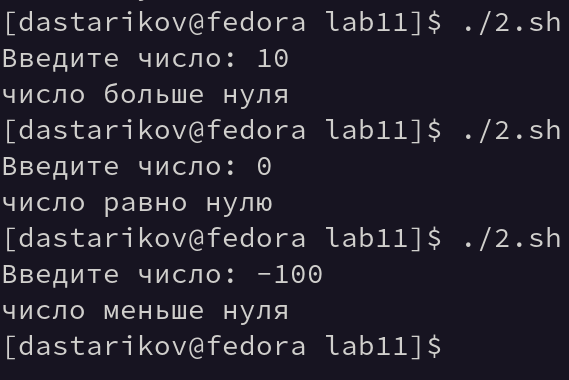 [dastarikov@fedora lab11]$ ./2.sh
Введите число: 10
число больше нуля
[dastarikov@fedora lab11]$ ./2.sh
Введите число: 0
число равно нулю
[dastarikov@fedora lab11]$ ./2.sh
Введите число: -100
число меньше нуля
[dastarikov@fedora lab11]$